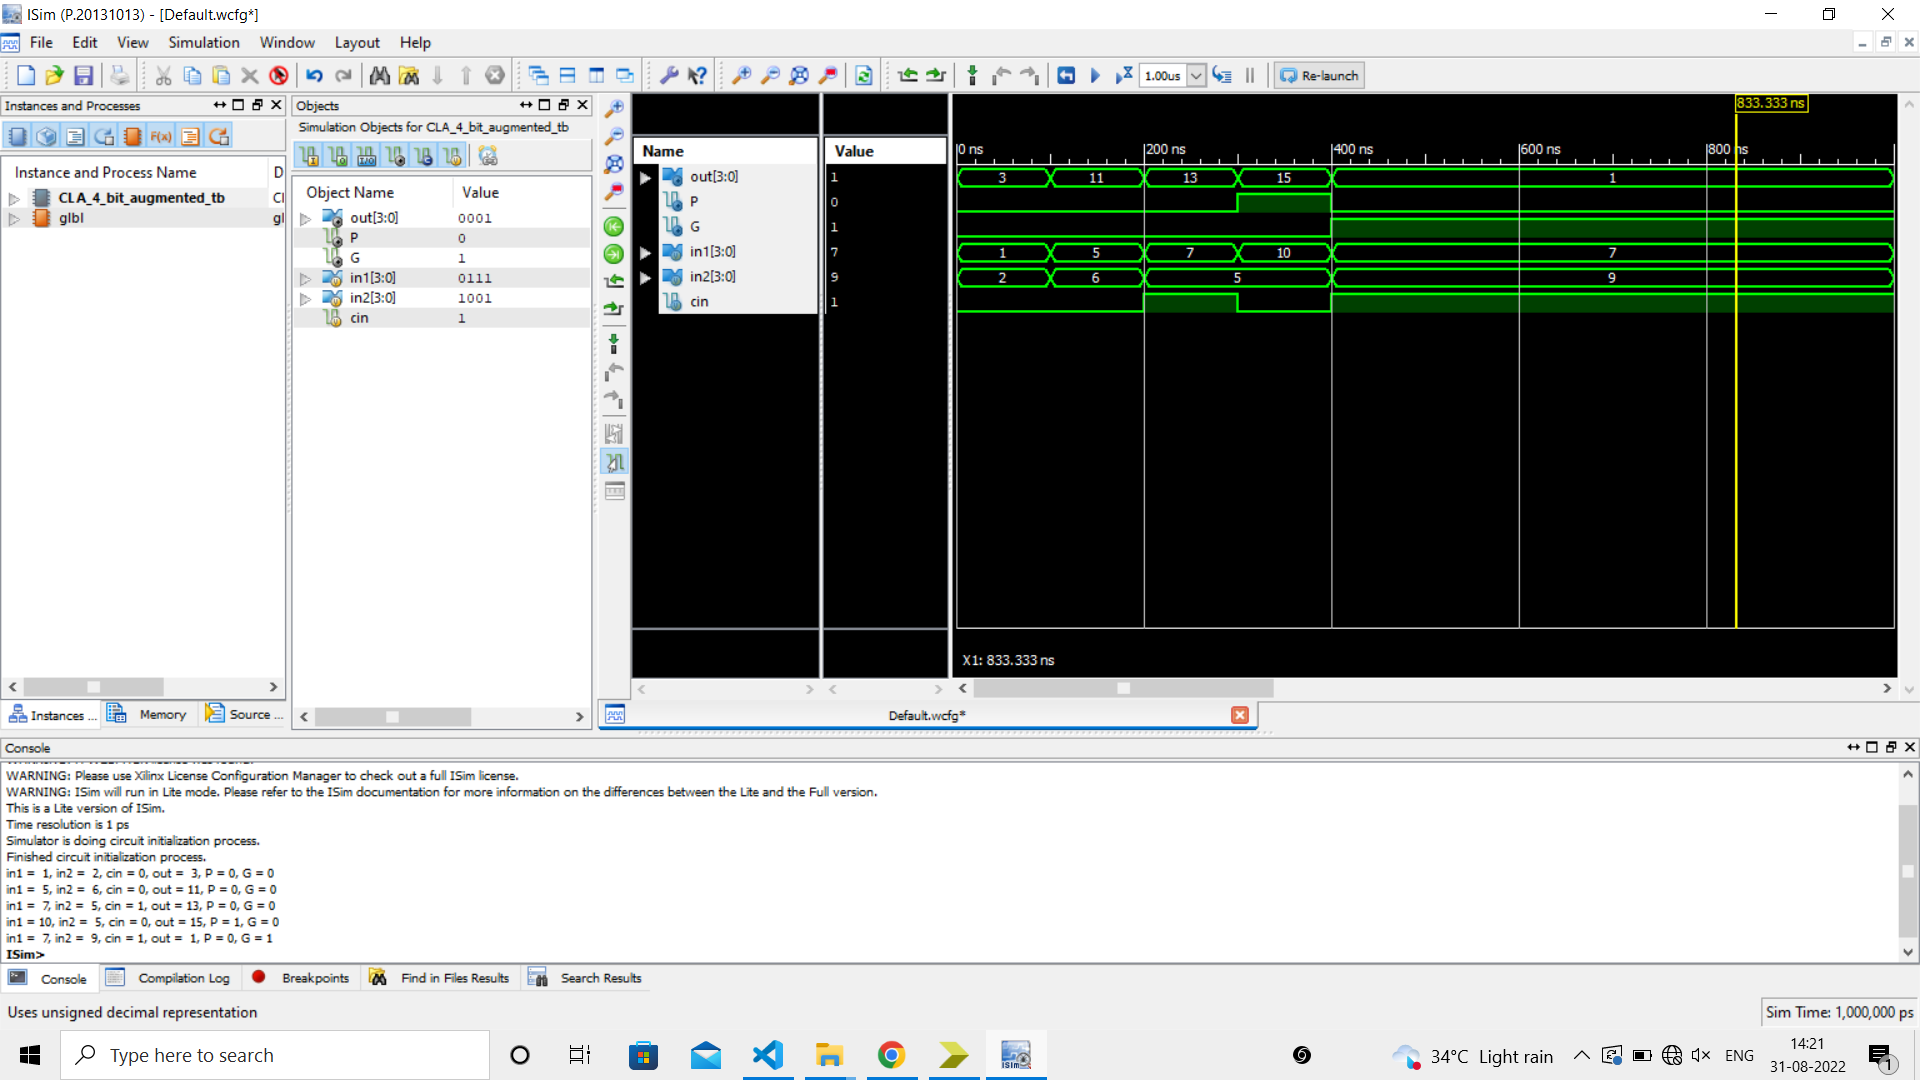 ISim (P.20131013) - [Default.wcfg*]
File Edit View Simulation Window Layout Help
1.00us Re-launch
Instances and Processes
F(x)
Instance and Process Name D
CLA_4_bit_augmented_tb Cl
glbl gl
Instances ... Memory Source ...
Objects
Simulation Objects for CLA_4_bit_augmented_tb
Object Name Value
out[3:0] 0001
P 0
G 1
in1[3:0] 0111
in2[3:0] 1001
cin 1
Name Value
out[3:0] 1
P 0
G 1
in1[3:0] 7
in2[3:0] 9
cin 1
833.333 ns
0 ns 200 ns 400 ns 600 ns 800 ns
3 11 13 15 1
1 5 7 10 7
2 6 5 9
X1: 833.333 ns
Default.wcfg*
Console
WARNING: Please use Xilinx License Configuration Manager to check out a full ISim license.
WARNING: ISim will run in Lite mode. Please refer to the ISim documentation for more information on the differences between the Lite and the Full version.
This is a Lite version of ISim.
Time resolution is 1 ps
Simulator is doing circuit initialization process.
Finished circuit initialization process.
in1 =  1, in2 =  2, cin = 0, out =  3, P = 0, G = 0
in1 =  5, in2 =  6, cin = 0, out = 11, P = 0, G = 0
in1 =  7, in2 =  5, cin = 1, out = 13, P = 0, G = 0
in1 = 10, in2 =  5, cin = 0, out = 15, P = 1, G = 0
in1 =  7, in2 =  9, cin = 1, out =  1, P = 0, G = 1
ISim>
Console Compilation Log Breakpoints Find in Files Results Search Results
Uses unsigned decimal representation Sim Time: 1,000,000 ps
Type here to search
ISim
34°C Light rain ENG 14:21
31-08-2022
1